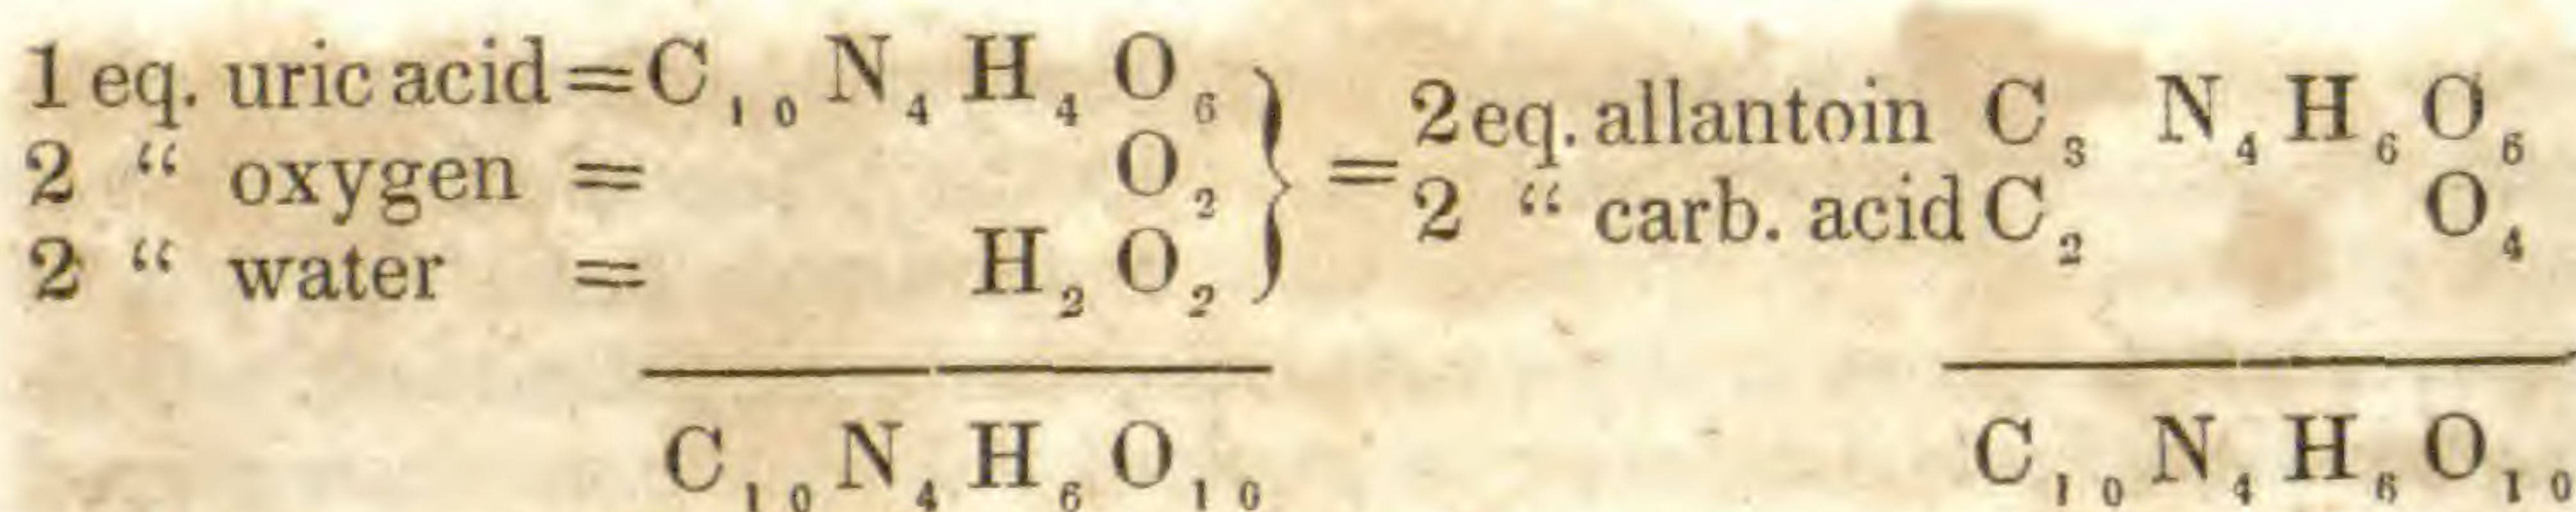 1 eq. uric acid = C₁₀ N₄ H₄ O₆
2 “ oxygen = O₂
2 “ water = H₂ O₂
C₁₀ N₄ H₆ O₁₀
} = 2 eq. allantoin C₈ N₄ H₆ O₆
2 “ carb. acid C₂ O₄
C₁₀ N₄ H₆ O₁₀